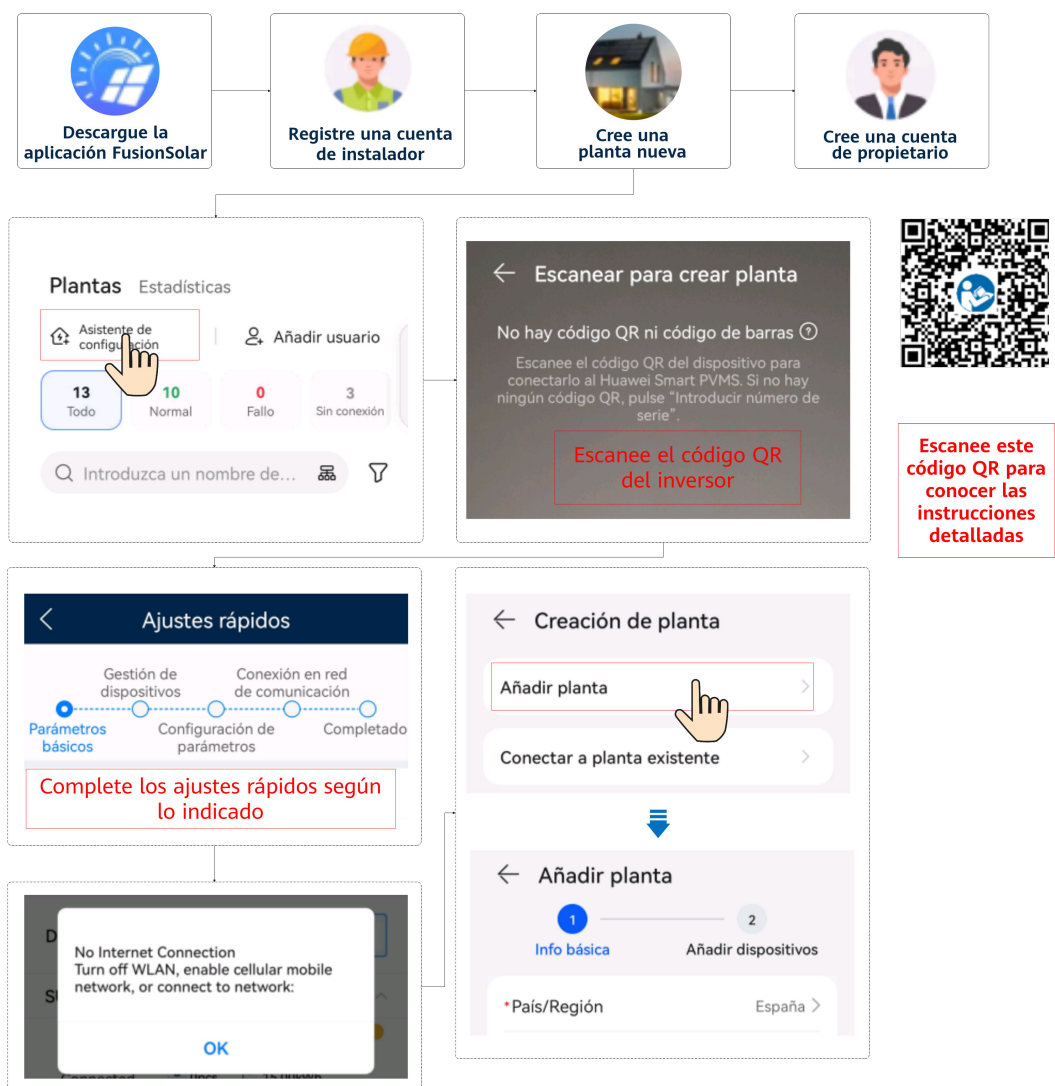 Descargue la
aplicación FusionSolar
Registre una cuenta
de instalador
Cree una
planta nueva
Cree una cuenta
de propietario
Plantas Estadísticas
Asistente de
configuración
Añadir usuario
13
Todo
10
Normal
0
Fallo
3
Sin conexión
Introduzca un nombre de...
Escanear para crear planta
No hay código QR ni código de barras
Escanee el código QR del dispositivo para
conectarlo al Huawei Smart PVMS. Si no hay
ningún código QR, pulse “Introducir número de
serie”.
Escanee el código QR
del inversor
Escanee este
código QR para
conocer las
instrucciones
detalladas
Ajustes rápidos
Gestión de
dispositivos
Conexión en red
de comunicación
Parámetros
básicos
Configuración de
parámetros
Completado
Complete los ajustes rápidos según
lo indicado
No Internet Connection
Turn off WLAN, enable cellular mobile
network, or connect to network:
OK
Creación de planta
Añadir planta
Conectar a planta existente
Añadir planta
1
Info básica
2
Añadir dispositivos
*País/Región
España